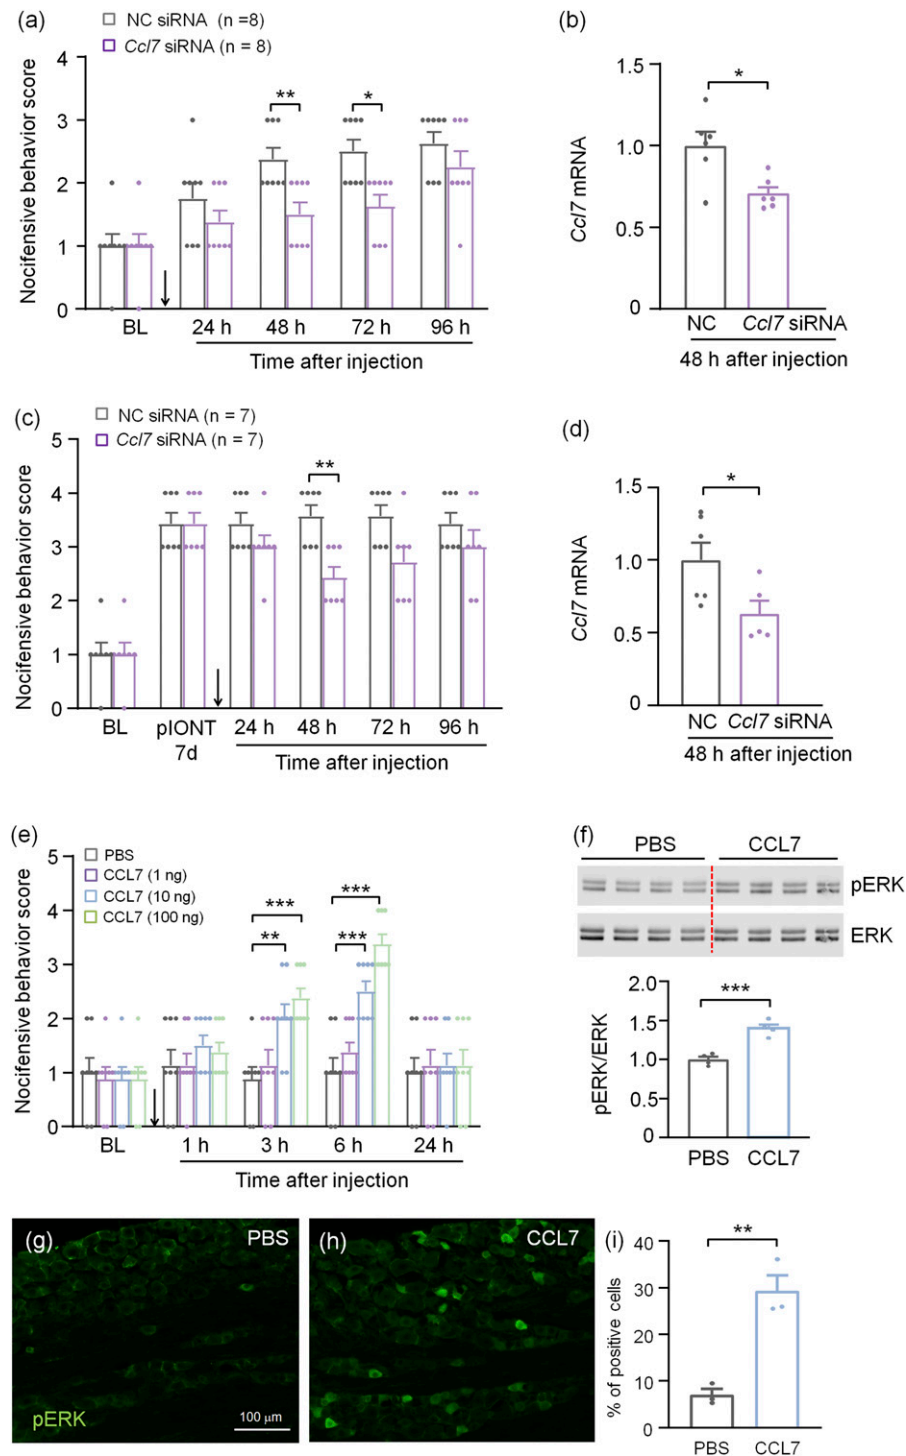 (a)
NC siRNA (n =8)
Ccl7 siRNA (n = 8)
Nocifensive behavior score
4
3
2
1
0
**
*
BL
24 h
48 h
72 h
96 h
Time after injection
(b)
Ccl7 mRNA
1.5
1.0
0.5
0
*
NC
Ccl7 siRNA
48 h after injection
(c)
NC siRNA (n = 7)
Ccl7 siRNA (n = 7)
Nocifensive behavior score
5
4
3
2
1
0
**
BL
pIONT
7d
24 h
48 h
72 h
96 h
Time after injection
(d)
Ccl7 mRNA
1.5
1.0
0.5
0
*
NC
Ccl7 siRNA
48 h after injection
(e)
PBS
CCL7 (1 ng)
CCL7 (10 ng)
CCL7 (100 ng)
Nocifensive behavior score
5
4
3
2
1
0
***
**
***
***
BL
1 h
3 h
6 h
24 h
Time after injection
(f)
PBS
CCL7
pERK
ERK
pERK/ERK
2.0
1.5
1.0
0.5
0
***
PBS
CCL7
(g)
PBS
pERK
100 μm
(h)
CCL7
(i)
% of positive cells
40
30
20
10
0
**
PBS
CCL7